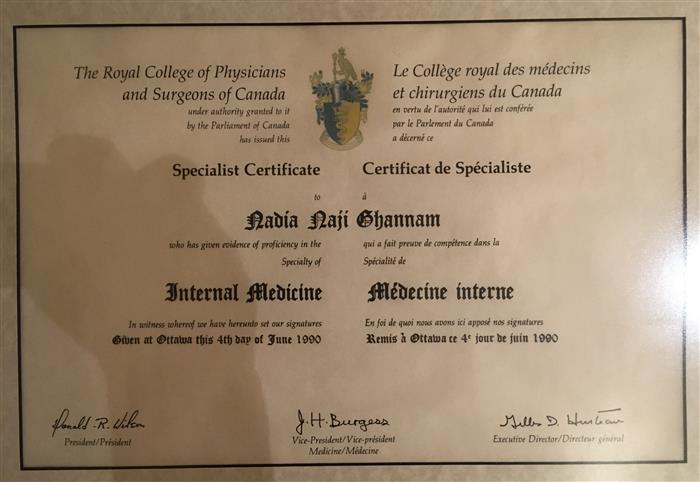 The Royal College of Physicians
and Surgeons of Canada
under authority granted to it
by the Parliament of Canada
has issued this
Le Collège royal des médecins
et chirurgiens du Canada
en vertu de l'autorité qui lui est conférée
par le Parlement du Canada
a décerné ce
Specialist Certificate
Certificat de Spécialiste
to
à
Nadia Naji Ghannam
who has given evidence of proficiency in the
Specialty of
qui a fait preuve de compétence dans la
Spécialité de
Internal Medicine
Médecine interne
In witness whereof we have hereunto set our signatures
Given at Ottawa this 4th day of June 1990
En foi de quoi nous avons ici apposé nos signatures
Remis à Ottawa ce 4e jour de juin 1990
Donald R. Wilson
President/Président
J. H. Burgess
Vice-President/Vice-président
Medicine/Médecine
Gilles D. Hurteau
Executive Director/Directeur général